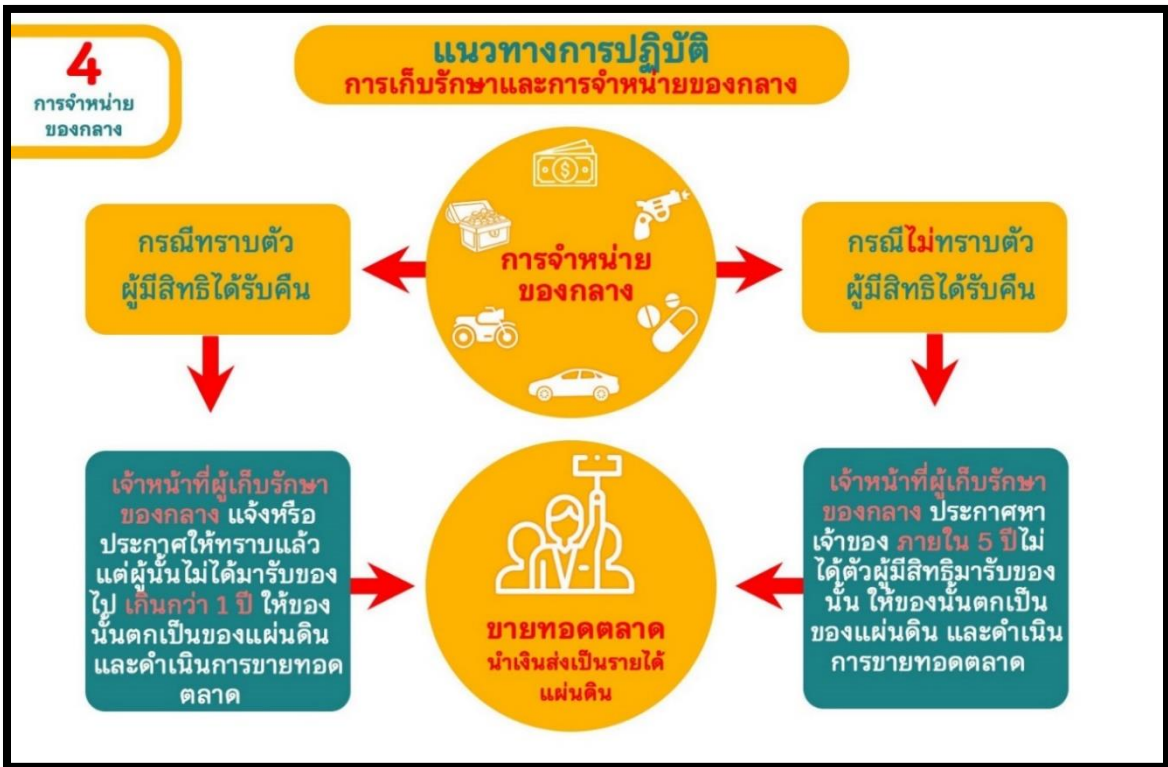 4
การจำหน่าย
ของกลาง
แนวทางการปฏิบัติ
การเก็บรักษาและการจำหน่ายของกลาง
กรณีทราบตัว
ผู้มีสิทธิได้รับคืน
การจำหน่าย
ของกลาง
กรณีไม่ทราบตัว
ผู้มีสิทธิได้รับคืน
เจ้าหน้าที่ผู้เก็บรักษา
ของกลาง แจ้งหรือ
ประกาศให้ทราบแล้ว
แต่ผู้นั้นไม่ได้มารับของ
ไป เกินกว่า 1 ปี ให้ของ
นั้นตกเป็นของแผ่นดิน
และดำเนินการขายทอด
ตลาด
ขายทอดตลาด
นำเงินส่งเป็นรายได้
แผ่นดิน
เจ้าหน้าที่ผู้เก็บรักษา
ของกลาง ประกาศหา
เจ้าของ ภายใน 5 ปีไม่
ได้ตัวผู้มีสิทธิมารับของ
นั้น ให้ของนั้นตกเป็น
ของแผ่นดิน และดำเนิน
การขายทอดตลาด